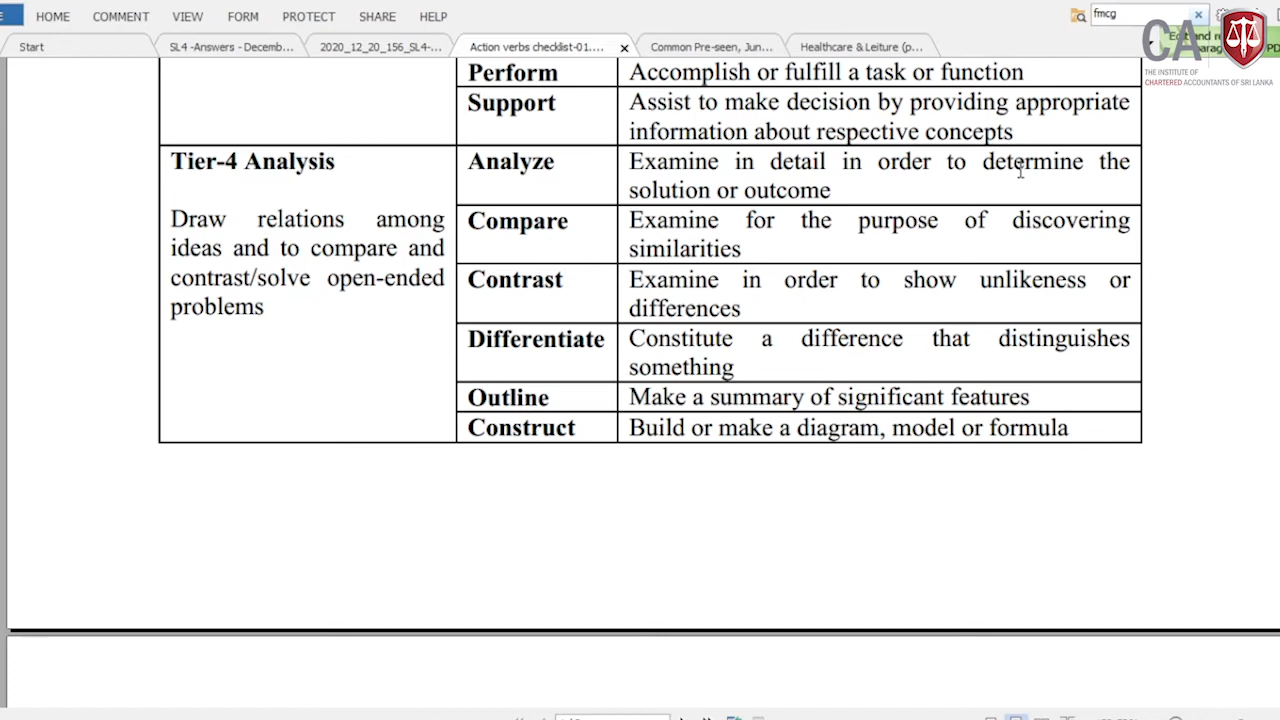 HOME COMMENT VIEW FORM PROTECT SHARE HELP fmcg
Start SL4 -Answers - Decemb... 2020_12_20_156_SL4-... Action verbs checklist-01.... Common Pre-seen, Jun... Healthcare & Leiture (p...
CA
THE INSTITUTE OF
CHARTERED ACCOUNTANTS OF SRI LANKA
Perform Accomplish or fulfill a task or function
Support Assist to make decision by providing appropriate
information about respective concepts
Tier-4 Analysis
Draw relations among
ideas and to compare and
contrast/solve open-ended
problems
Analyze Examine in detail in order to determine the
solution or outcome
Compare Examine for the purpose of discovering
similarities
Contrast Examine in order to show unlikeness or
differences
Differentiate Constitute a difference that distinguishes
something
Outline Make a summary of significant features
Construct Build or make a diagram, model or formula